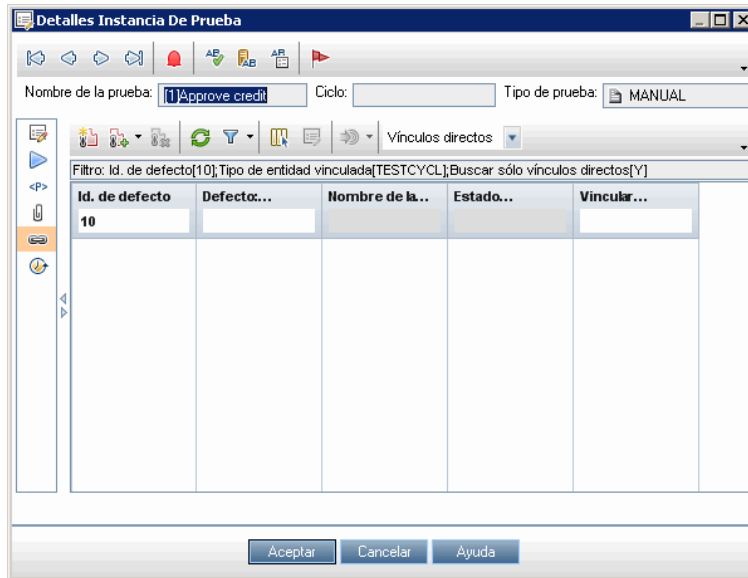 Detalles Instancia De Prueba
Nombre de la prueba: [1]Approve credit Ciclo: Tipo de prueba: MANUAL
Vínculos directos
<P>
Filtro: Id. de defecto[10];Tipo de entidad vinculada[TESTCYCL];Buscar sólo vínculos directos[Y]
Id. de defecto Defecto:... Nombre de la... Estado... Vincular...
10
Aceptar Cancelar Ayuda